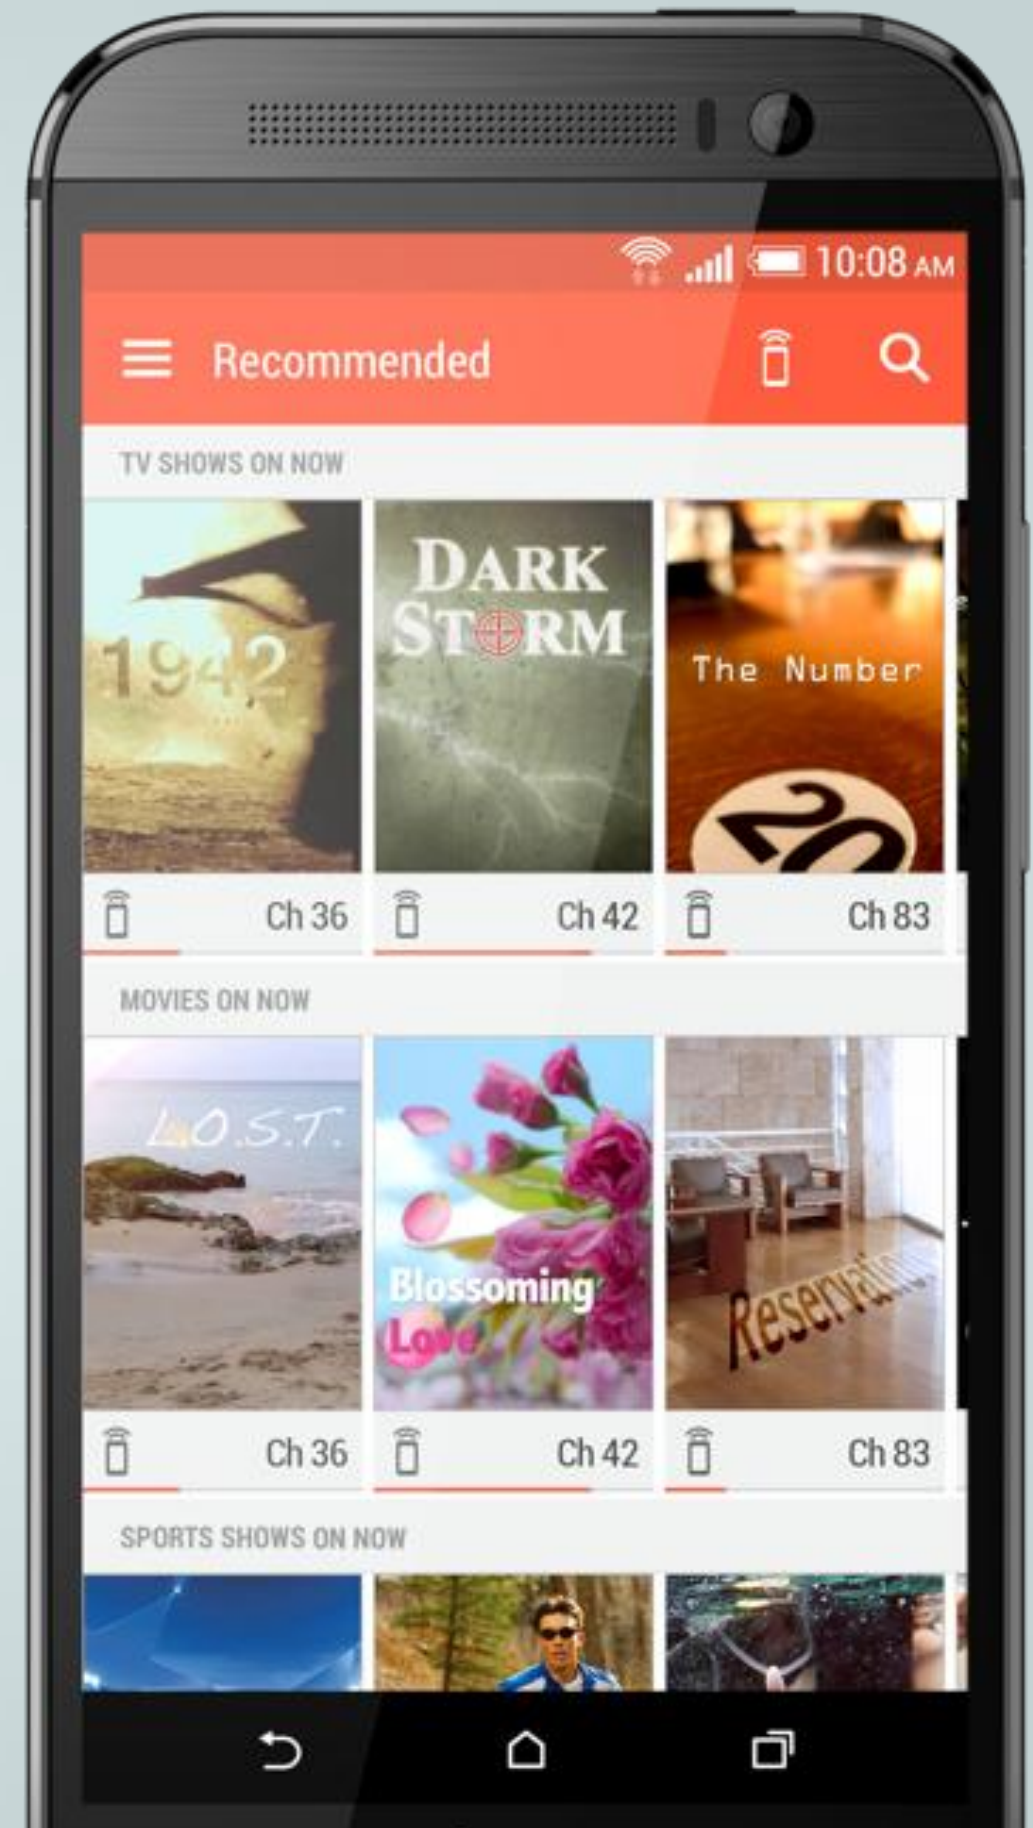 10:08 AM
Recommended
TV SHOWS ON NOW
1942
DARK
STORM
The Number
20
Ch 36
Ch 42
Ch 83
MOVIES ON NOW
L.O.S.T.
Blossoming
Love
Reservation
Ch 36
Ch 42
Ch 83
SPORTS SHOWS ON NOW